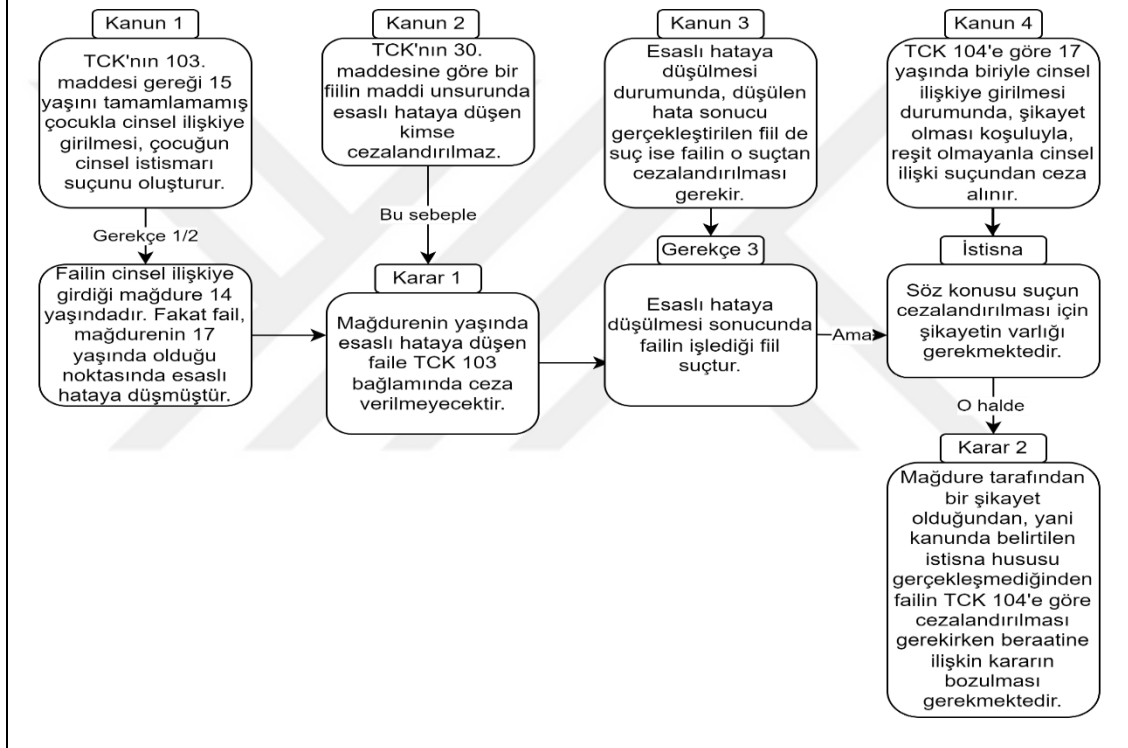 Kanun 1
TCK'nın 103.
maddesi gereği 15
yaşını tamamlamamış
çocukla cinsel ilişkiye
girilmesi, çocuğun
cinsel istismarı
suçunu oluşturur.
Gerekçe 1/2
Failin cinsel ilişkiye
girdiği mağdure 14
yaşındadır. Fakat fail,
mağdurenin 17
yaşında olduğu
noktasında esaslı
hataya düşmüştür.
Kanun 2
TCK'nın 30.
maddesine göre bir
fiilin maddi unsurunda
esaslı hataya düşen
kimse
cezalandırılmaz.
Bu sebeple
Karar 1
Mağdurenin yaşında
esaslı hataya düşen
faile TCK 103
bağlamında ceza
verilmeyecektir.
Kanun 3
Esaslı hataya
düşülmesi
durumunda, düşülen
hata sonucu
gerçekleştirilen fiil de
suç ise failin o suçtan
cezalandırılması
gerekir.
Gerekçe 3
Esaslı hataya
düşülmesi sonucunda
failin işlediği fiil
suçtur.
Ama
Kanun 4
TCK 104'e göre 17
yaşında biriyle cinsel
ilişkiye girilmesi
durumunda, şikayet
olması koşuluyla,
reşit olmayanla cinsel
ilişki suçundan ceza
alınır.
İstisna
Söz konusu suçun
cezalandırılması için
şikayetin varlığı
gerekmektedir.
O halde
Karar 2
Mağdure tarafından
bir şikayet
olduğundan, yani
kanunda belirtilen
istisna hususu
gerçekleşmediğinden
failin TCK 104'e göre
cezalandırılması
gerekirken beraatine
ilişkin kararın
bozulması
gerekmektedir.